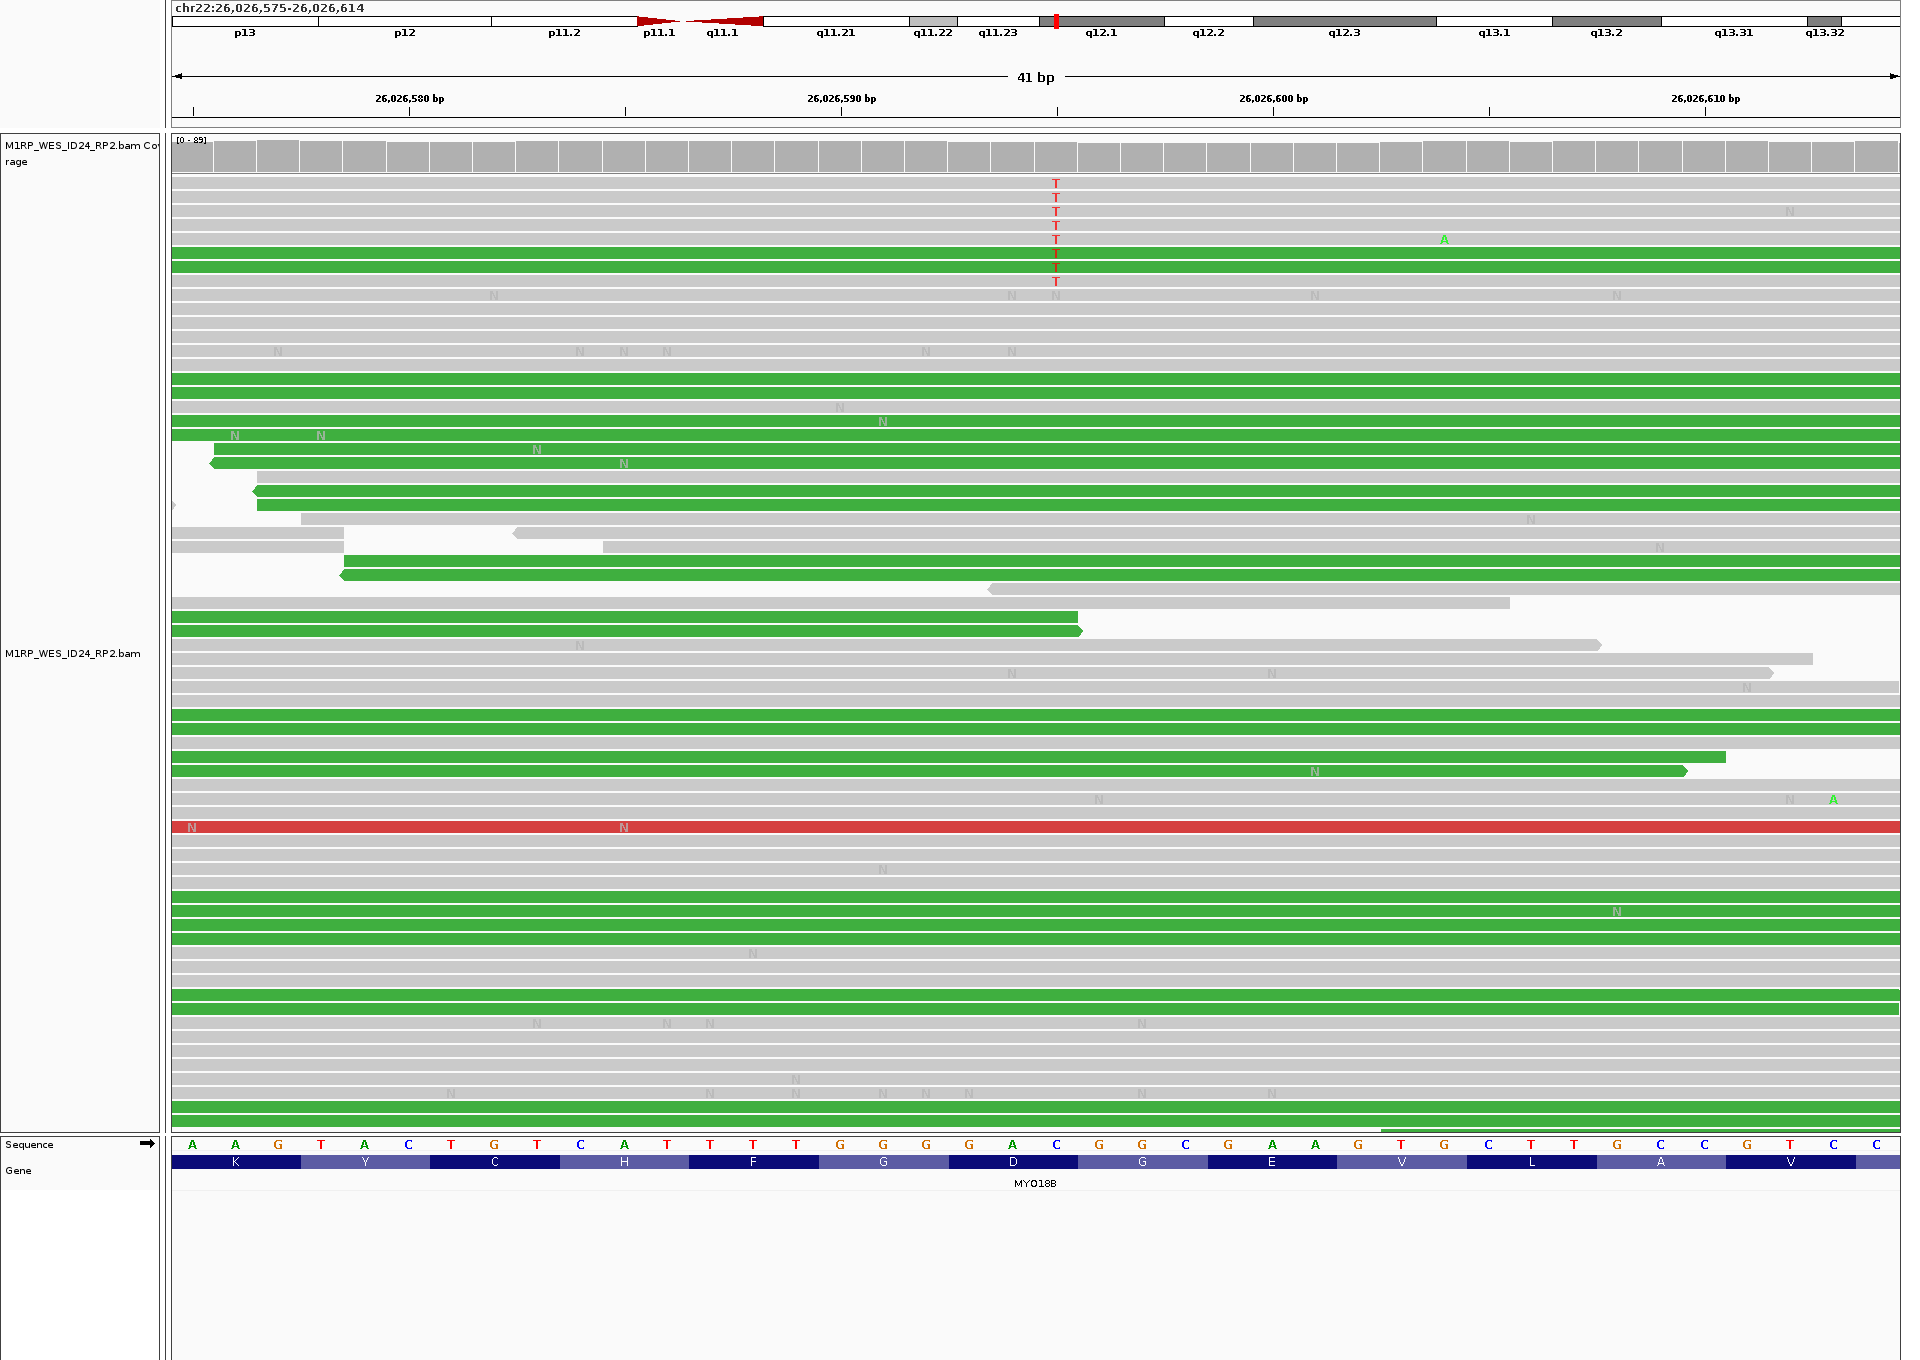 chr22:26,026,575-26,026,614
p13 p12 p11.2 p11.1 q11.1 q11.21 q11.22 q11.23 q12.1 q12.2 q12.3 q13.1 q13.2 q13.31 q13.32
41 bp
26,026,580 bp 26,026,590 bp 26,026,600 bp 26,026,610 bp
[0 - 89]
M1RP_WES_ID24_RP2.bam Co
rage
T
T
T N
T
T A
T
T
T
N N N N N
N N N N N N
N
N
N N
N
N
N
N
N
N N
N
M1RP_WES_ID24_RP2.bam
N
N N A
N N
N
N
N
N N N N
N
N N N N N N N N
Sequence A A G T A C T G T C A T T T T G G G G A C G G C G A A G T G C T T G C C G T C C
Gene K Y C H F G D G E V L A V
MYO18B